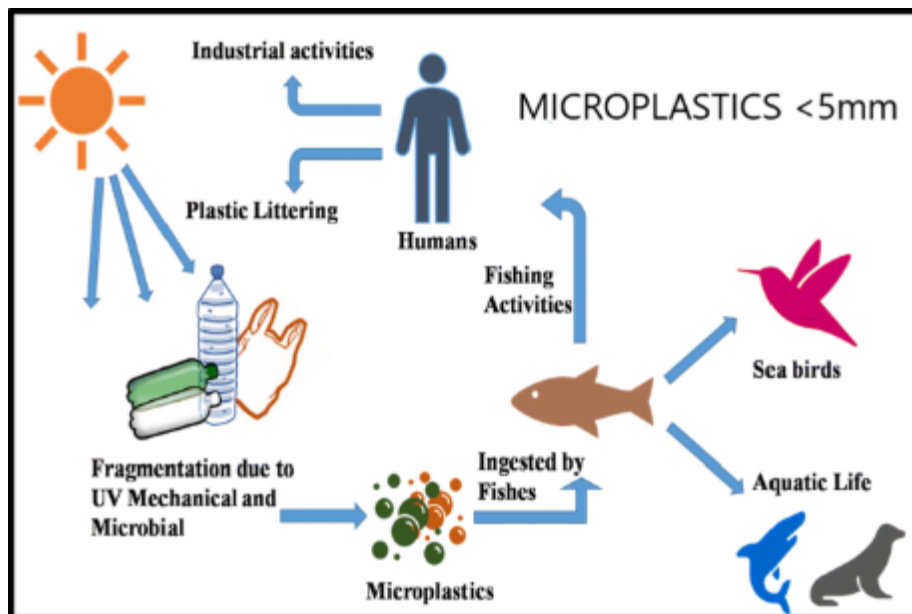 Industrial activities
MICROPLASTICS <5mm
Plastic Littering
Humans
Fishing
Activities
Sea birds
Fragmentation due to
UV Mechanical and
Microbial
Ingested by
Fishes
Aquatic Life
Microplastics